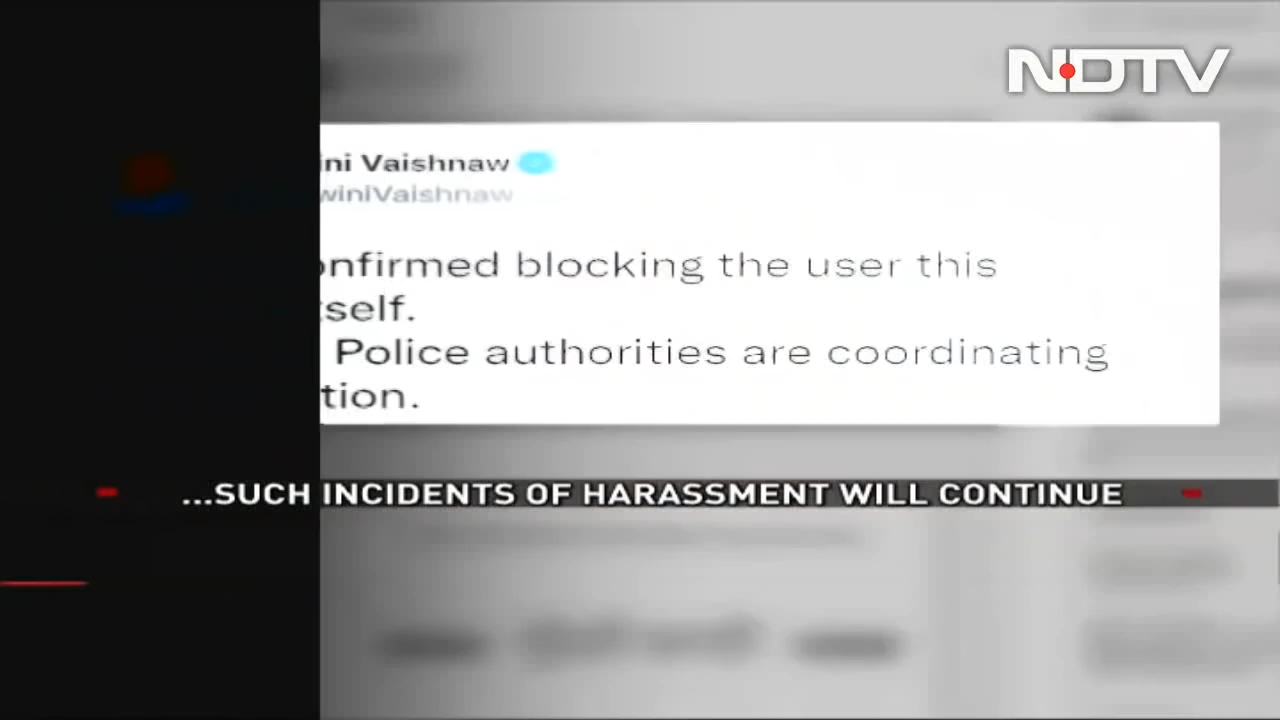 NDTV
ini Vaishnaw
winiVaishnaw
onfirmed blocking the user this
tself.
Police authorities are coordinating
tion.
...SUCH INCIDENTS OF HARASSMENT WILL CONTINUE